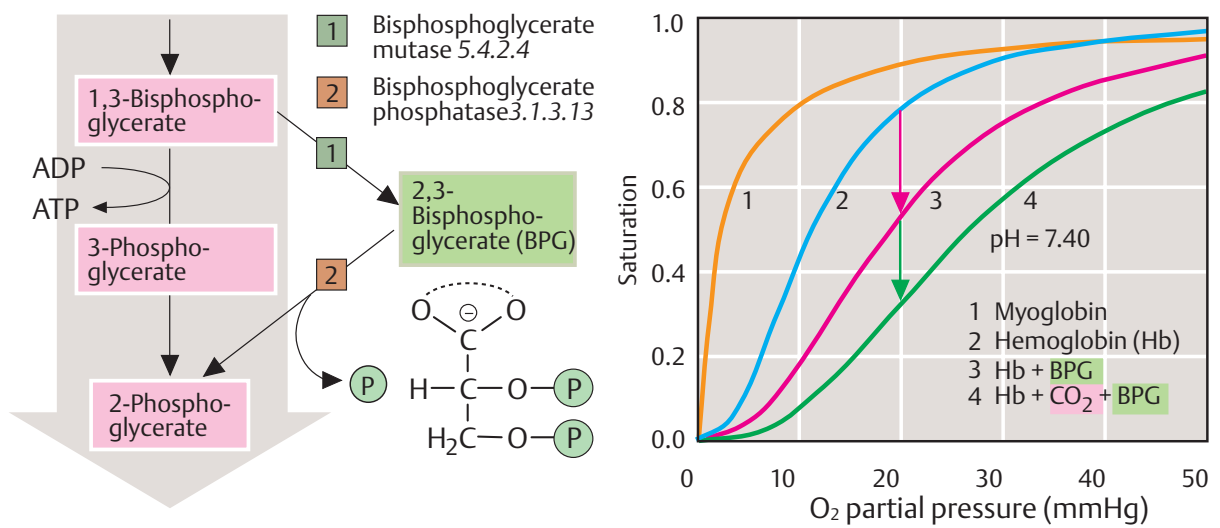 1 Bisphosphoglycerate
mutase 5.4.2.4
2 Bisphosphoglycerate
phosphatase3.1.3.13
1,3-Bisphospho-
glycerate
1
ADP
ATP
2,3-
Bisphospho-
glycerate (BPG)
3-Phospho-
glycerate
2
P
2-Phospho-
glycerate
O O
⊖
C
H—C—O—P
H₂C—O—P
Saturation
1.0
0.8
0.6
0.4
0.2
0.0
0 10 20 30 40 50
O₂ partial pressure (mmHg)
1 2 3 4
pH = 7.40
1 Myoglobin
2 Hemoglobin (Hb)
3 Hb + BPG
4 Hb + CO₂ + BPG